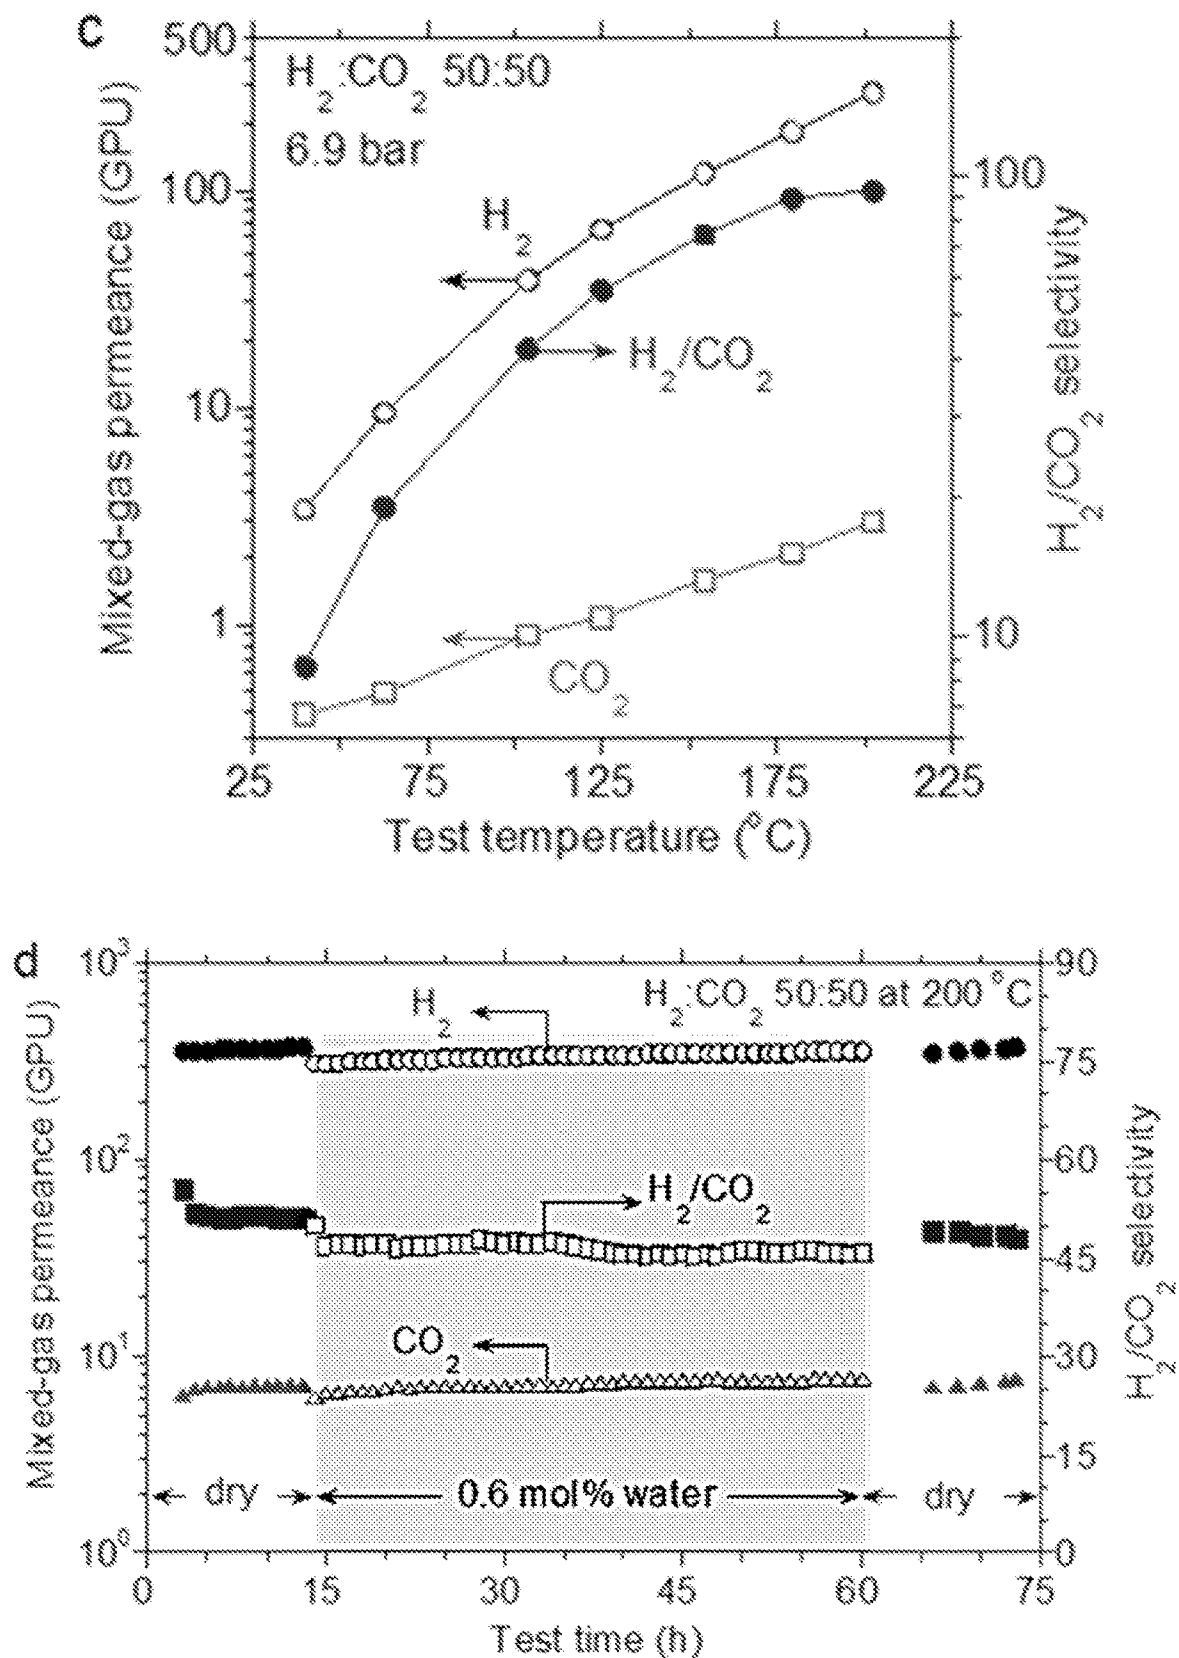 c
500
100
10
1
Mixed-gas permeance (GPU)
H₂:CO₂ 50:50
6.9 bar
H₂
H₂/CO₂
CO₂
100
10
H₂/CO₂ selectivity
25 75 125 175 225
Test temperature (°C)
d
10³
10²
10¹
10⁰
Mixed-gas permeance (GPU)
H₂ H₂:CO₂ 50:50 at 200 °C
H₂/CO₂
CO₂
dry 0.6 mol% water dry
90
75
60
45
30
15
0
H₂/CO₂ selectivity
0 15 30 45 60 75
Test time (h)